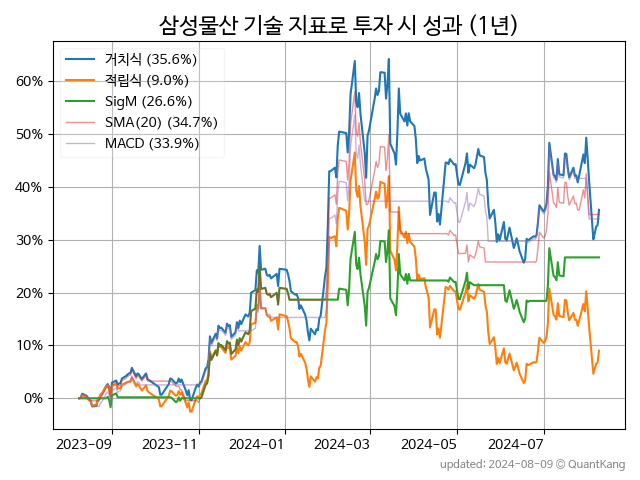 삼성물산 기술 지표로 투자 시 성과 (1년)
거치식 (35.6%)
적립식 (9.0%)
SigM (26.6%)
SMA(20) (34.7%)
MACD (33.9%)
60%
50%
40%
30%
20%
10%
0%
2023-09 2023-11 2024-01 2024-03 2024-05 2024-07
updated: 2024-08-09 © QuantKang